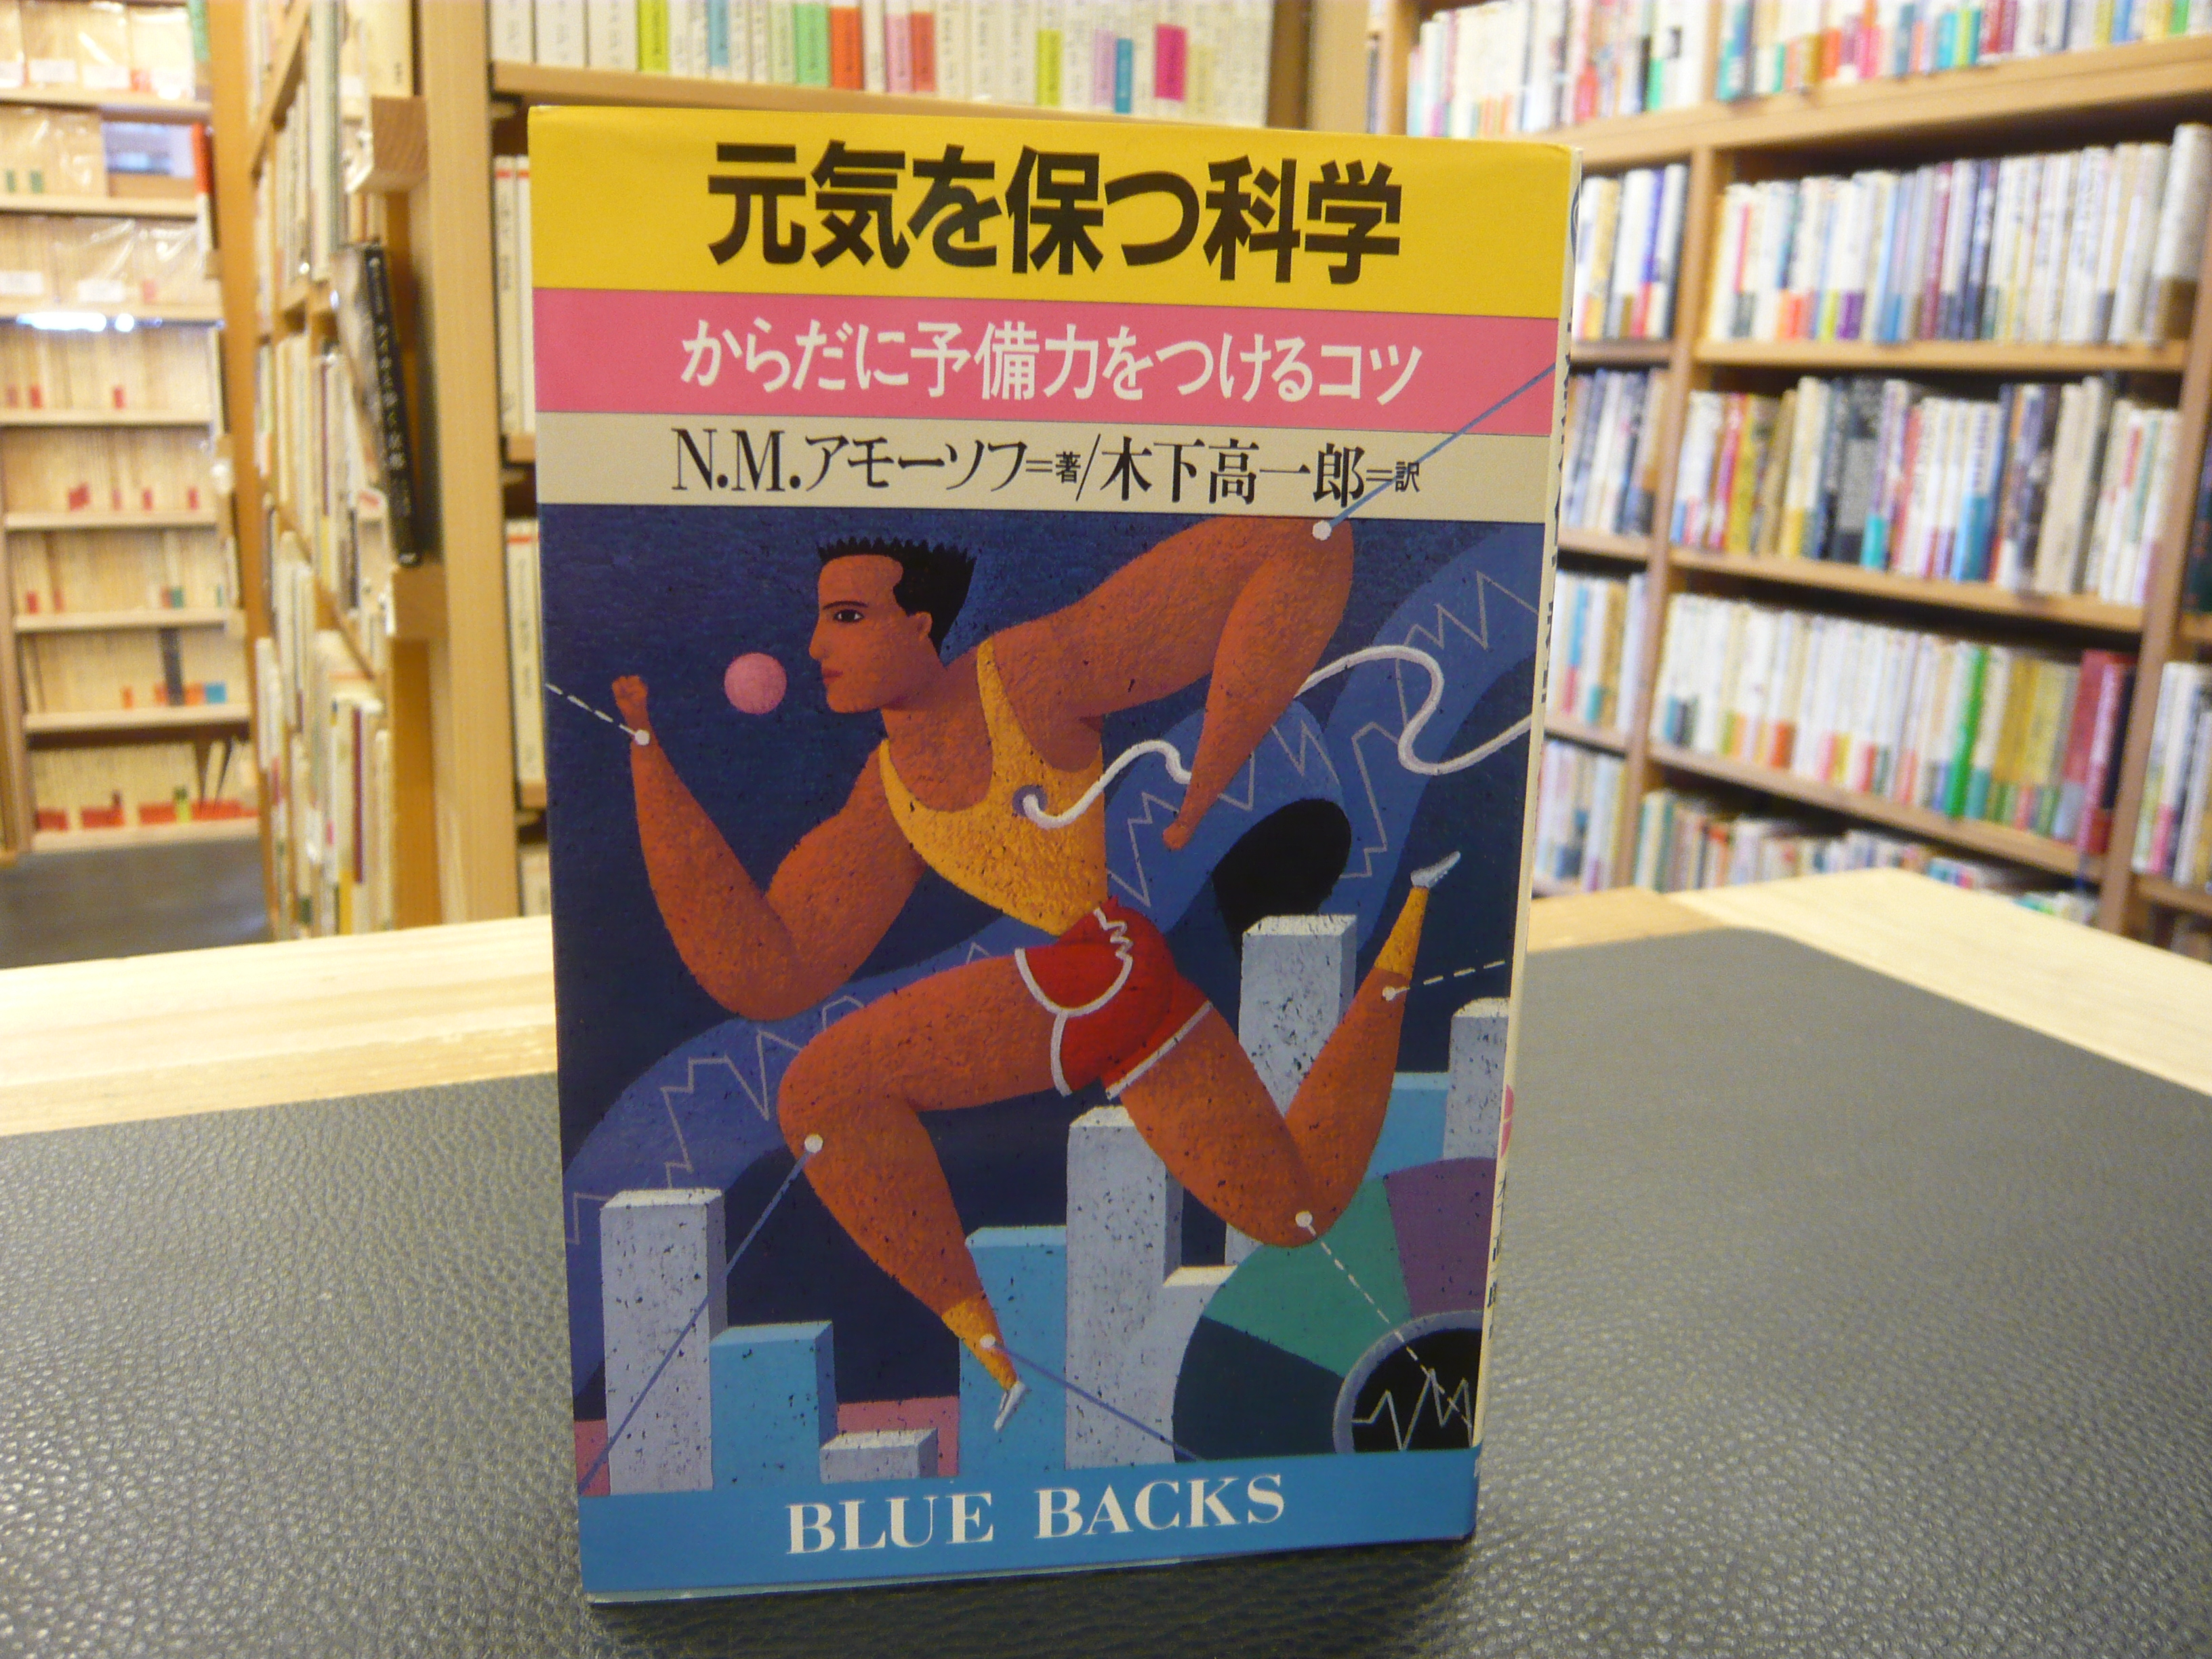 元気を保つ科学
からだに予備力をつけるコツ
N.M.アモーソフ=著/木下高一郎=訳
BLUE BACKS